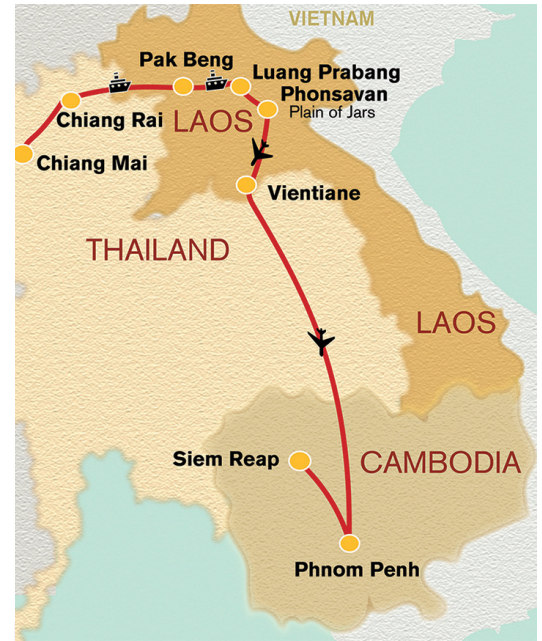 VIETNAM
Pak Beng
Luang Prabang
Phonsavan
Plain of Jars
Chiang Rai
LAOS
Chiang Mai
Vientiane
THAILAND
LAOS
Siem Reap
CAMBODIA
Phnom Penh